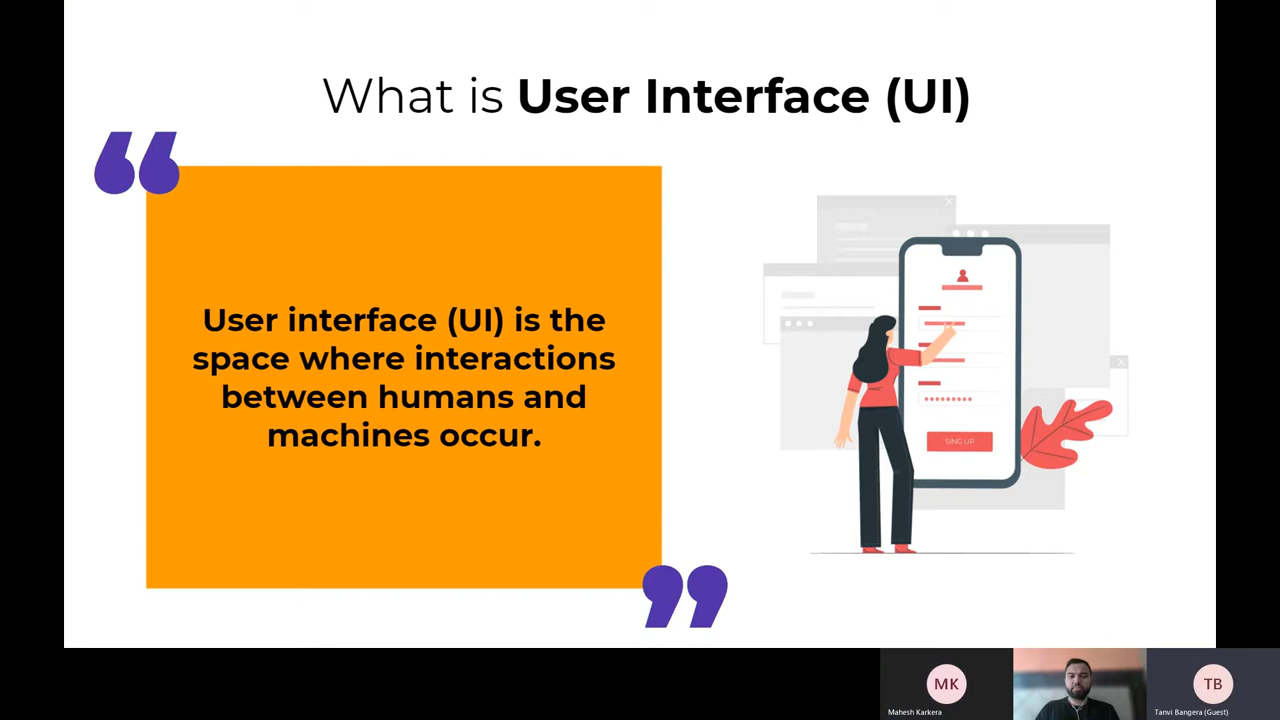 What is User Interface (UI)
User interface (UI) is the
space where interactions
between humans and
machines occur.
SING UP
MK
Mahesh Karkera
TB
Tanvi Bangera (Guest)